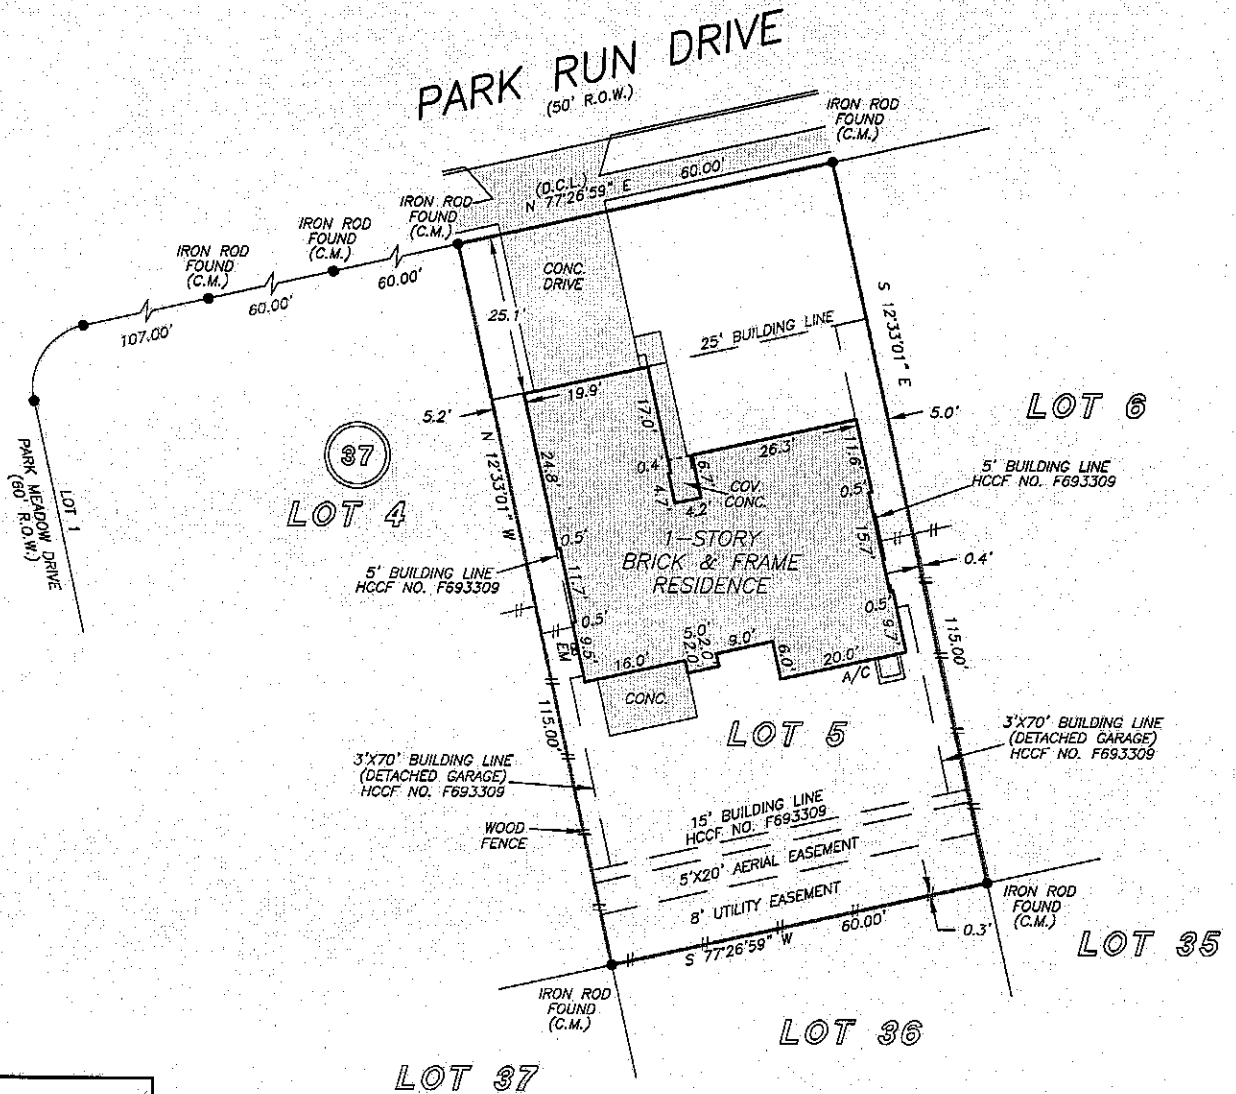 PARK RUN DRIVE
(50' R.O.W.)
IRON ROD
FOUND
(C.M.)
(D.C.L.)
N 77°26'59" E
60.00'
IRON ROD
FOUND
(C.M.)
IRON ROD
FOUND
(C.M.)
IRON ROD
FOUND
(C.M.)
60.00'
60.00'
107.00'
CONC.
DRIVE
25.1'
25' BUILDING LINE
S 12°33'01" E
LOT 6
5.0'
5.2'
19.9'
17.0'
26.3'
11.6'
N 12°33'01" W
24.8'
0.4'
6.7'
4.7'
4.2'
COV.
CONC.
37
LOT 4
LOT 1
PARK MEADOW DRIVE
(60' R.O.W.)
5' BUILDING LINE
HCCF NO. F693309
0.5'
15.7'
0.4'
1-STORY
BRICK & FRAME
RESIDENCE
0.5'
5' BUILDING LINE
HCCF NO. F693309
11.7'
0.5'
0.5'
9.7'
EM
9.5'
16.0'
5.0'
2.0'
2.0'
9.0'
6.0'
20.0'
A/C
115.00'
115.00'
CONC.
LOT 5
3'X70' BUILDING LINE
(DETACHED GARAGE)
HCCF NO. F693309
3'X70' BUILDING LINE
(DETACHED GARAGE)
HCCF NO. F693309
WOOD
FENCE
15' BUILDING LINE
HCCF NO. F693309
5'X20' AERIAL EASEMENT
8' UTILITY EASEMENT
S 77°26'59" W
60.00'
0.3'
IRON ROD
FOUND
(C.M.)
LOT 35
IRON ROD
FOUND
(C.M.)
LOT 36
LOT 37